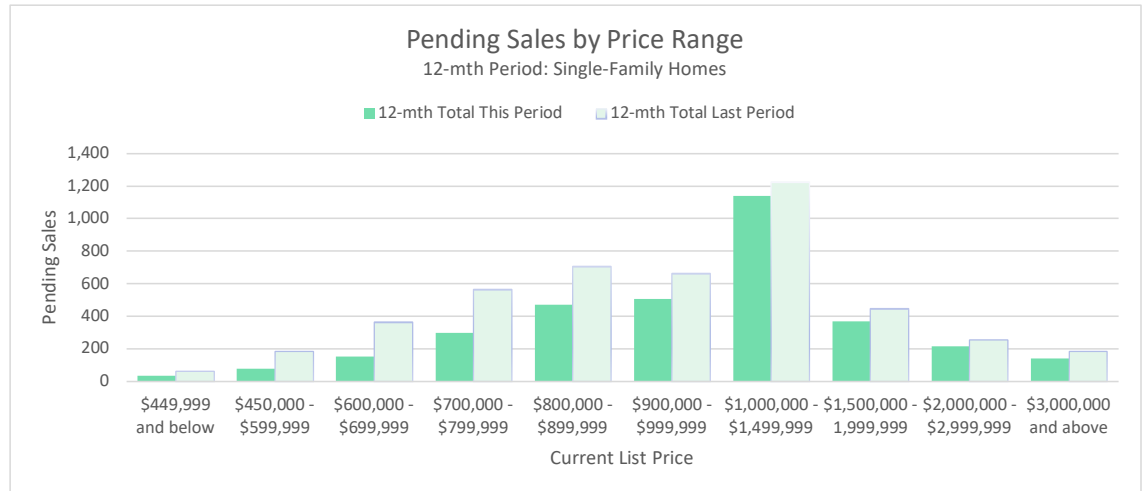 Pending Sales by Price Range
12-mth Period: Single-Family Homes
12-mth Total This Period 12-mth Total Last Period
1,400
1,200
1,000
800
600
400
200
0
Pending Sales
$449,999 $450,000 - $600,000 - $700,000 - $800,000 - $900,000 - $1,000,000 - $1,500,000 - $2,000,000 - $3,000,000
and below $599,999 $699,999 $799,999 $899,999 $999,999 $1,499,999 1,999,999 $2,999,999 and above
Current List Price